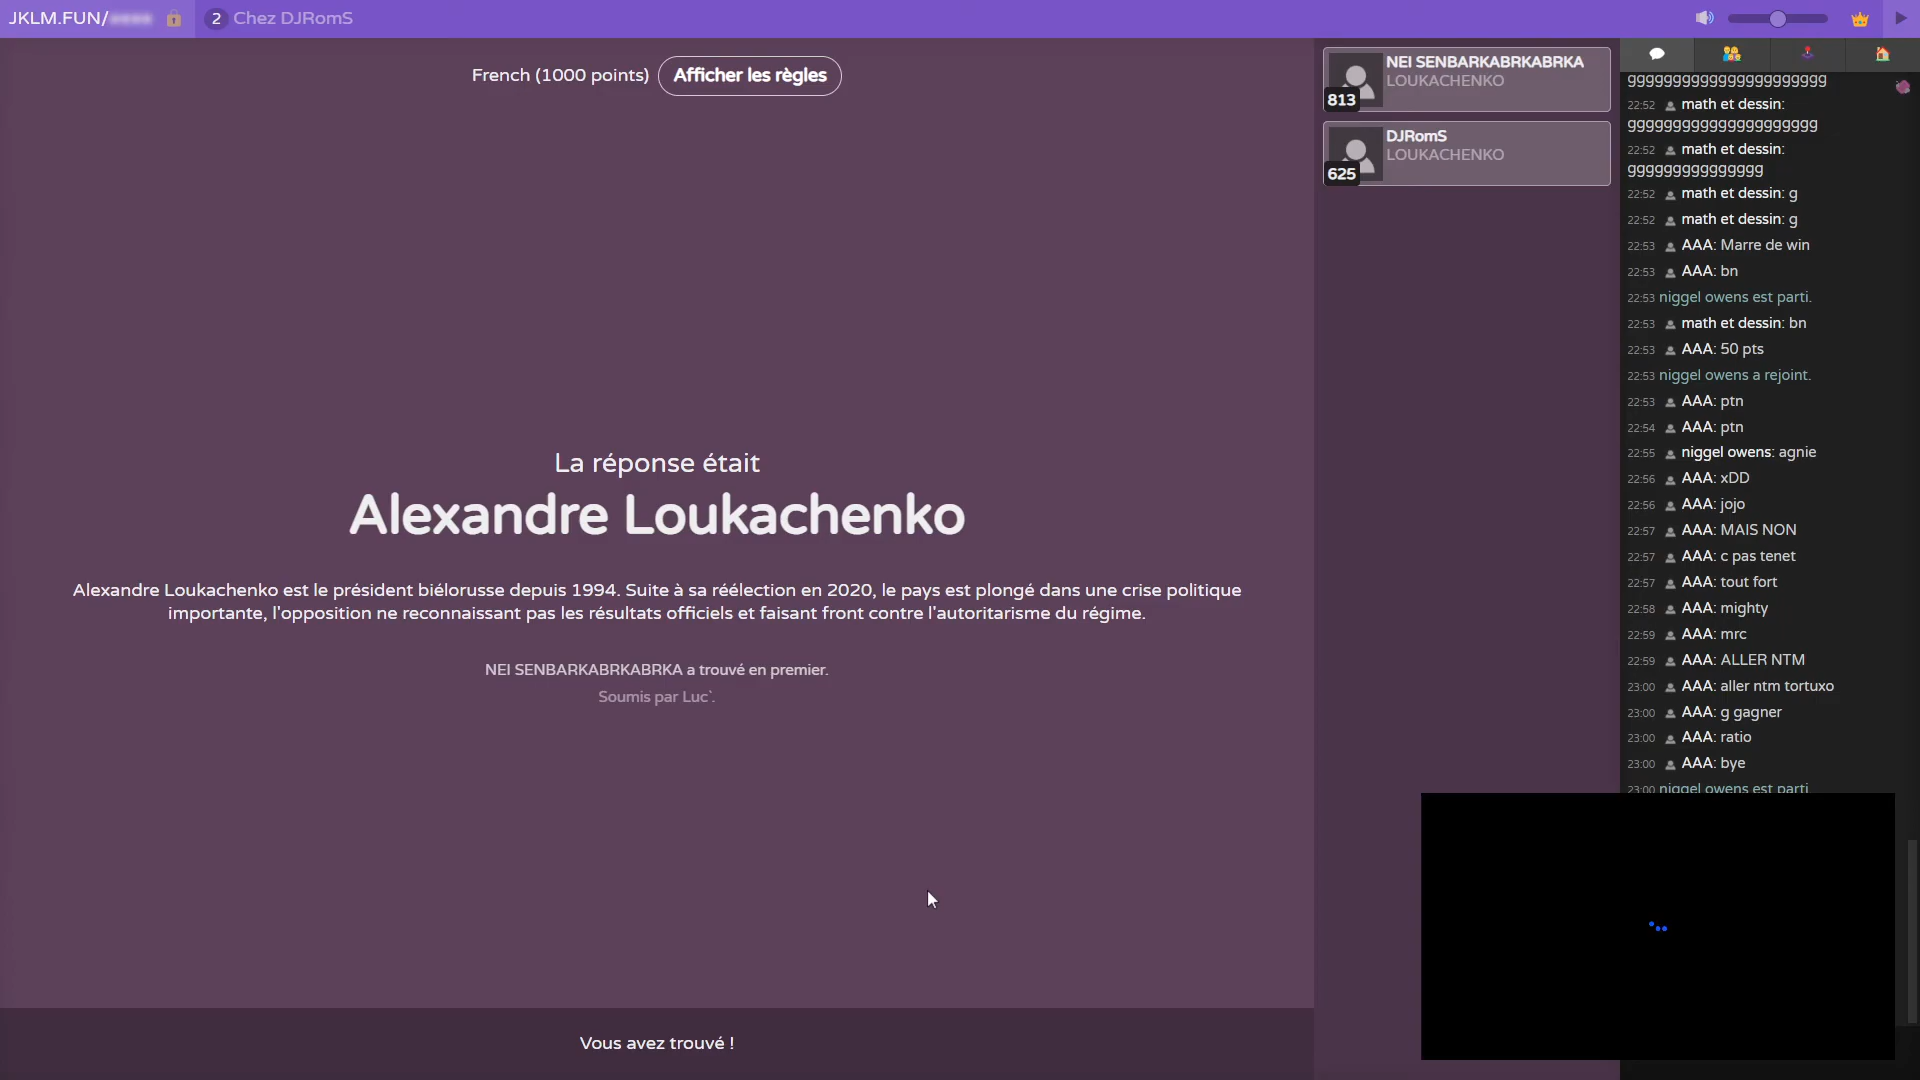 JKLM.FUN/
2 Chez DJRomS
French (1000 points) Afficher les règles
La réponse était
Alexandre Loukachenko
Alexandre Loukachenko est le président biélorusse depuis 1994. Suite à sa réélection en 2020, le pays est plongé dans une crise politique
importante, l'opposition ne reconnaissant pas les résultats officiels et faisant front contre l'autoritarisme du régime.
NEI SENBARKABRKABRKA a trouvé en premier.
Soumis par Luc`.
Vous avez trouvé !
NEI SENBARKABRKABRKA
LOUKACHENKO
813
DJRomS
LOUKACHENKO
625
gggggggggggggggggggggg
22:52 math et dessin:
ggggggggggggggggggggg
22:52 math et dessin:
ggggggggggggggg
22:52 math et dessin: g
22:52 math et dessin: g
22:53 AAA: Marre de win
22:53 AAA: bn
22:53 niggel owens est parti.
22:53 math et dessin: bn
22:53 AAA: 50 pts
22:53 niggel owens a rejoint.
22:53 AAA: ptn
22:54 AAA: ptn
22:55 niggel owens: agnie
22:56 AAA: xDD
22:56 AAA: jojo
22:57 AAA: MAIS NON
22:57 AAA: c pas tenet
22:57 AAA: tout fort
22:58 AAA: mighty
22:59 AAA: mrc
22:59 AAA: ALLER NTM
23:00 AAA: aller ntm tortuxo
23:00 AAA: g gagner
23:00 AAA: ratio
23:00 AAA: bye
23:00 niggel owens est parti